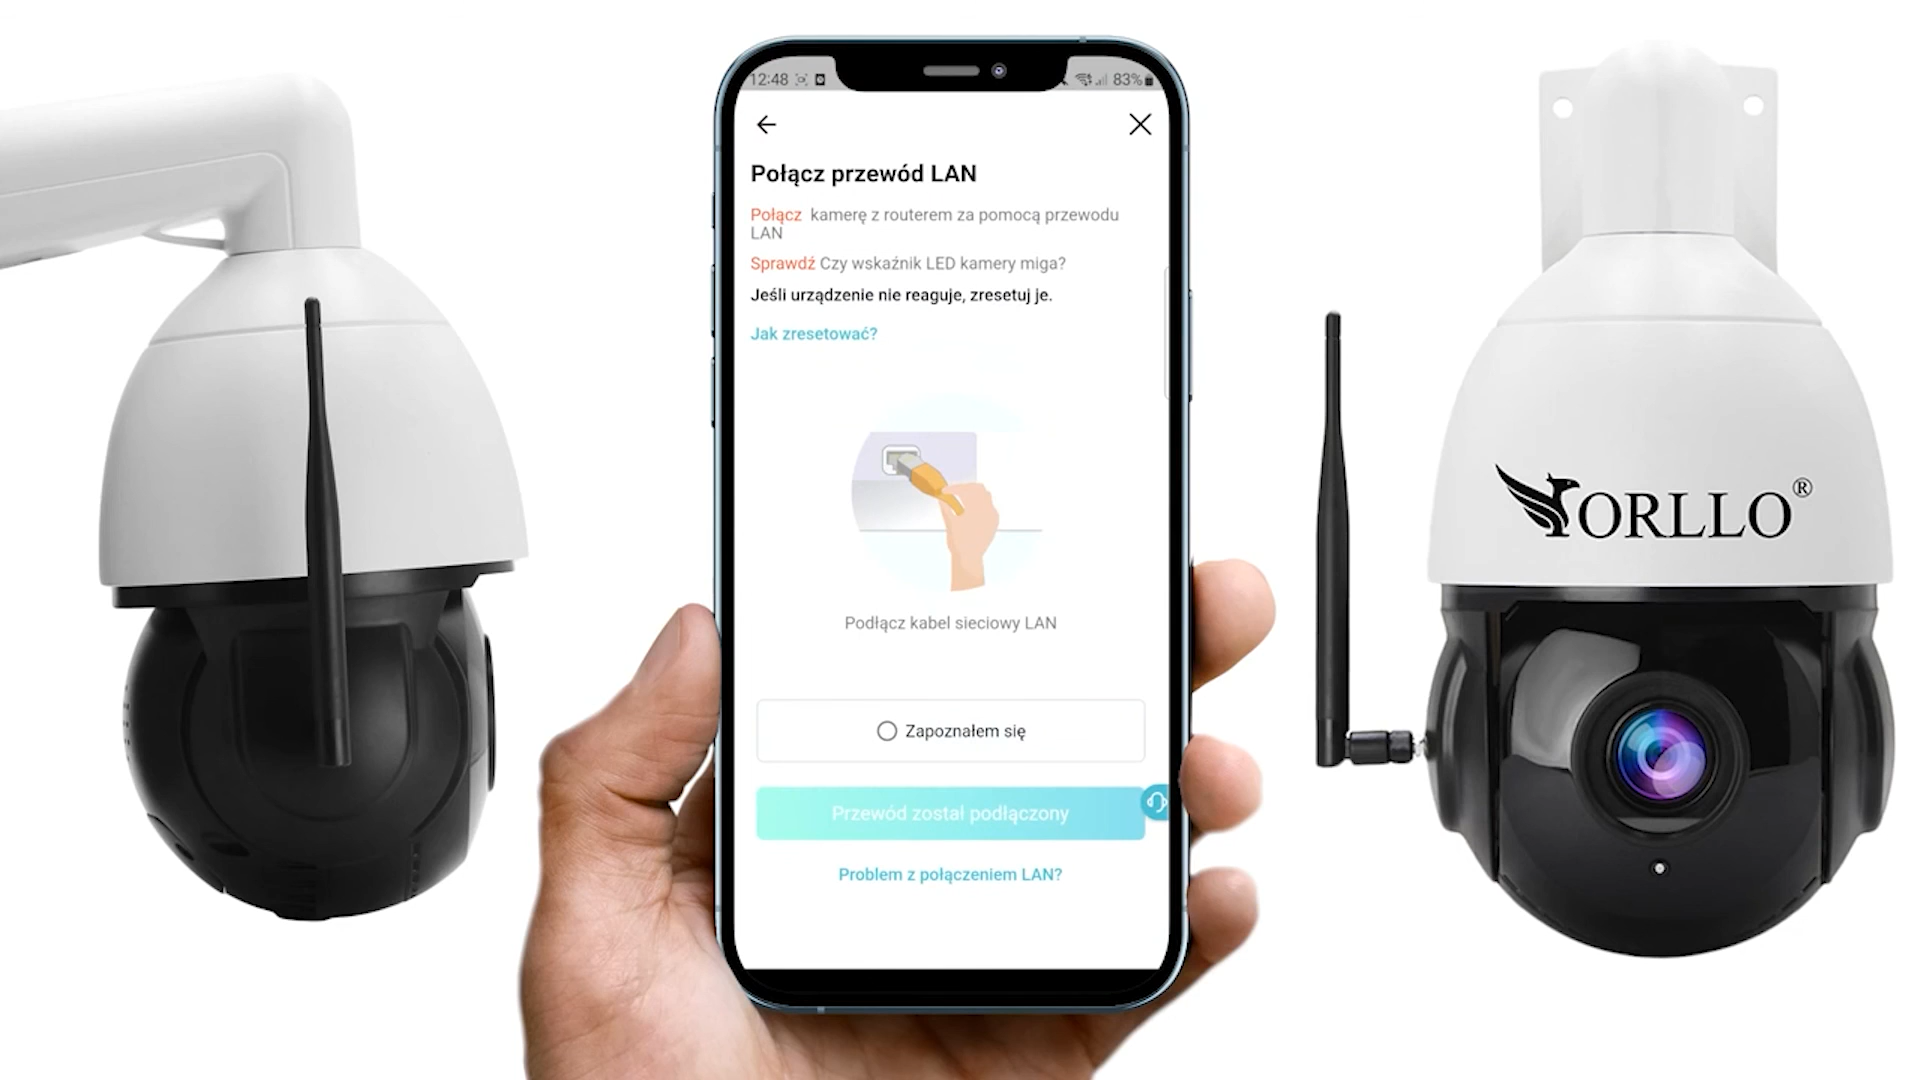 12:48
83%
Połącz przewód LAN
Połącz kamerę z routerem za pomocą przewodu
LAN
Sprawdź Czy wskaźnik LED kamery miga?
Jeśli urządzenie nie reaguje, zresetuj je.
Jak zresetować?
Podłącz kabel sieciowy LAN
Zapoznałem się
Przewód został podłączony
Problem z połączeniem LAN?
ORLLO®